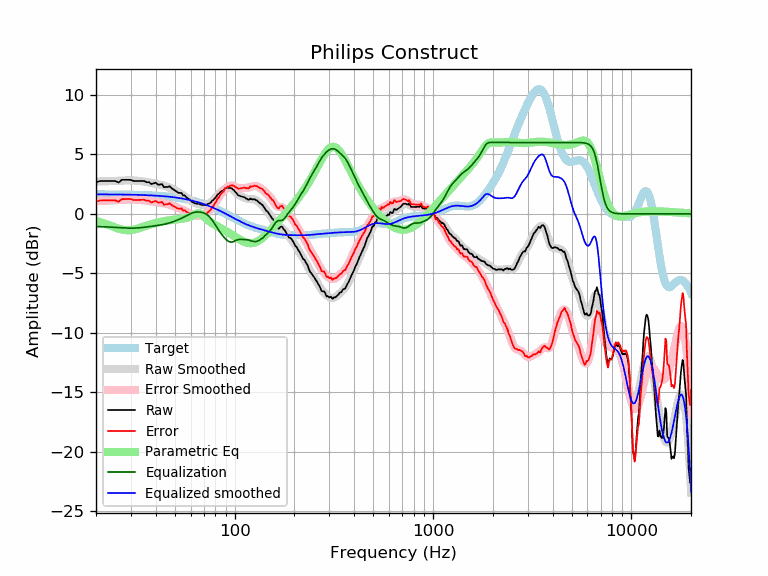 Philips Construct
Amplitude (dBr)
10
5
0
−5
−10
−15
−20
−25
Target
Raw Smoothed
Error Smoothed
Raw
Error
Parametric Eq
Equalization
Equalized smoothed
100
1000
10000
Frequency (Hz)